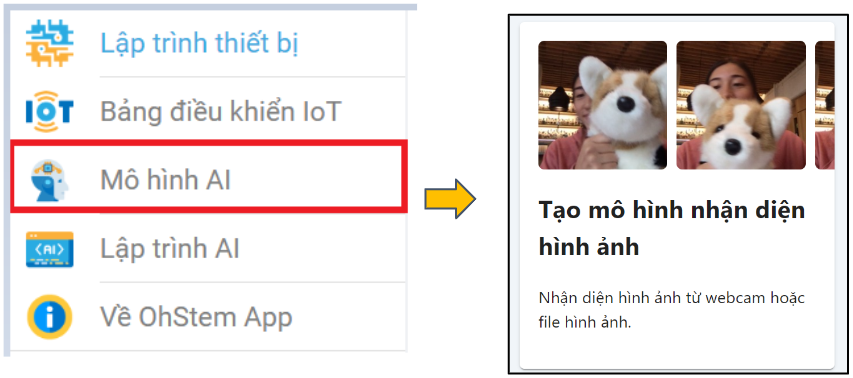 Lập trình thiết bị
IOT
Bảng điều khiển IoT
Mô hình AI
<AI>
Lập trình AI
Về OhStem App
Tạo mô hình nhận diện
hình ảnh
Nhận diện hình ảnh từ webcam hoặc
file hình ảnh.